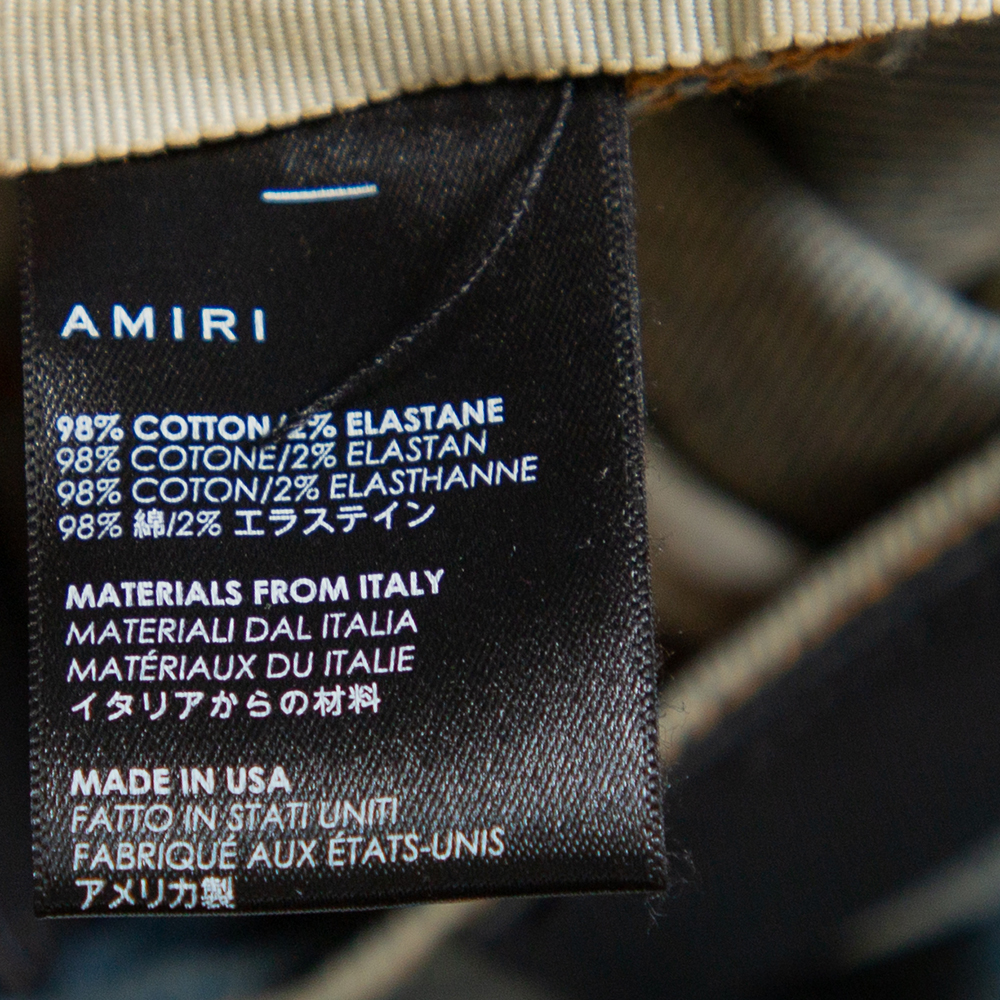 AMIRI
98% COTTON/2% ELASTANE
98% COTONE/2% ELASTAN
98% COTON/2% ELASTHANNE
98% 綿/2% エラステイン
MATERIALS FROM ITALY
MATERIALI DAL ITALIA
MATÉRIAUX DU ITALIE
イタリアからの材料
MADE IN USA
FATTO IN STATI UNITI
FABRIQUÉ AUX ÉTATS-UNIS
アメリカ製